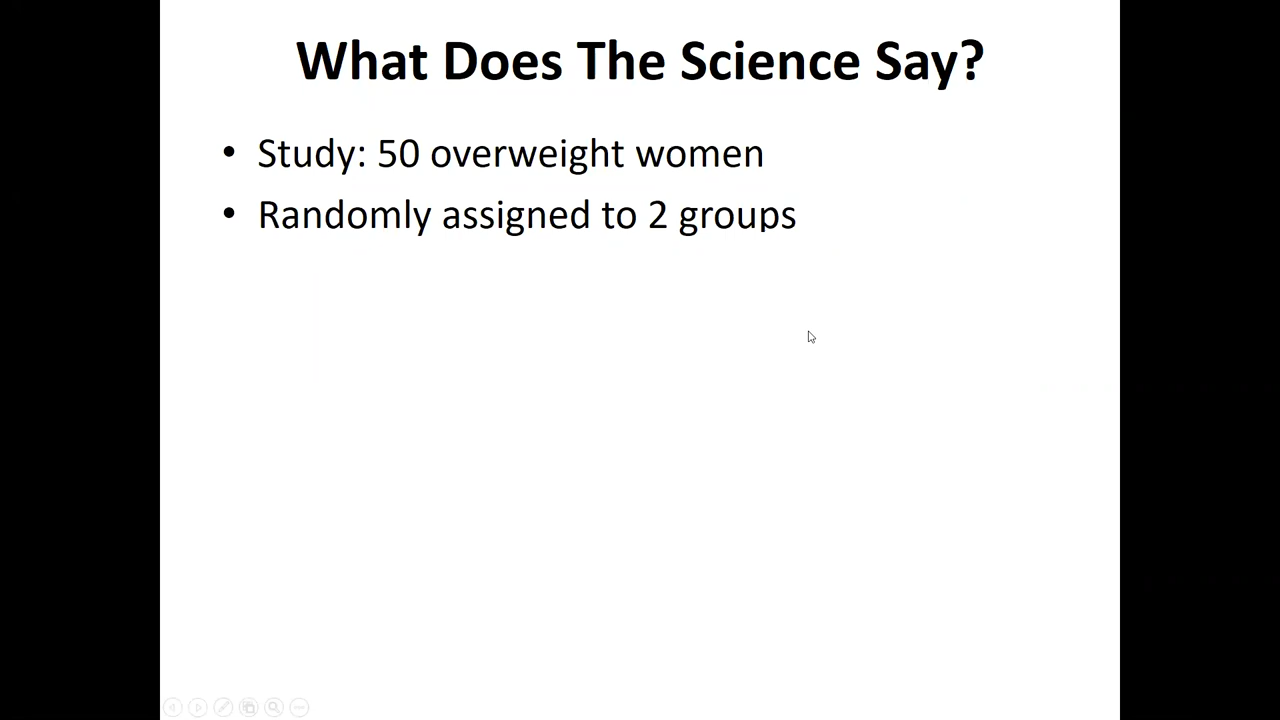 What Does The Science Say?
• Study: 50 overweight women
• Randomly assigned to 2 groups